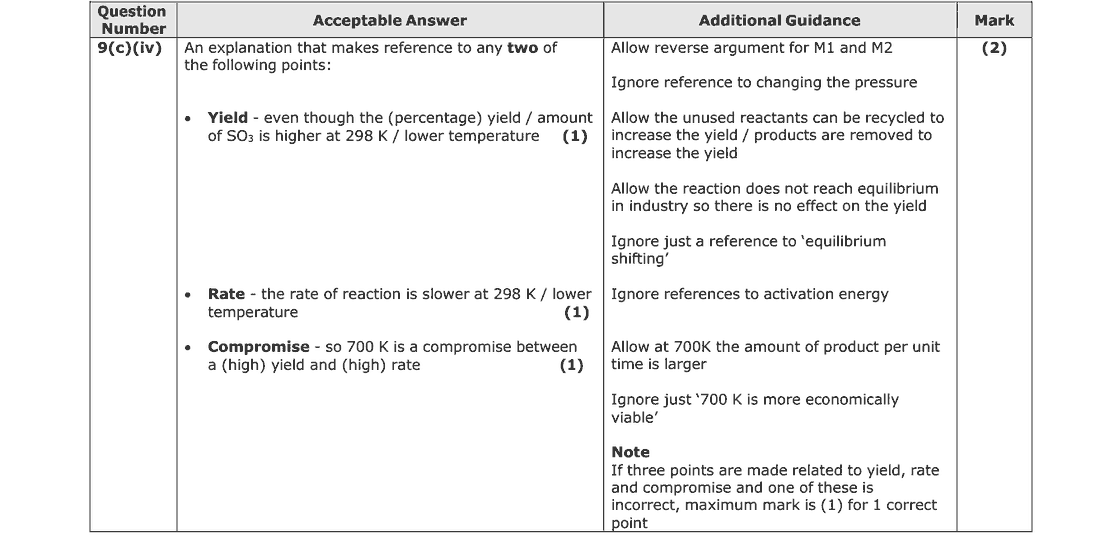 Question Number
Acceptable Answer
Additional Guidance
Mark
9(c)(iv)
An explanation that makes reference to any two of
the following points:
• Yield - even though the (percentage) yield / amount
of SO₃ is higher at 298 K / lower temperature (1)
• Rate - the rate of reaction is slower at 298 K / lower
temperature (1)
• Compromise - so 700 K is a compromise between
a (high) yield and (high) rate (1)
Allow reverse argument for M1 and M2
Ignore reference to changing the pressure
Allow the unused reactants can be recycled to
increase the yield / products are removed to
increase the yield
Allow the reaction does not reach equilibrium
in industry so there is no effect on the yield
Ignore just a reference to ‘equilibrium
shifting’
Ignore references to activation energy
Allow at 700K the amount of product per unit
time is larger
Ignore just ‘700 K is more economically
viable’
Note
If three points are made related to yield, rate
and compromise and one of these is
incorrect, maximum mark is (1) for 1 correct
point
(2)